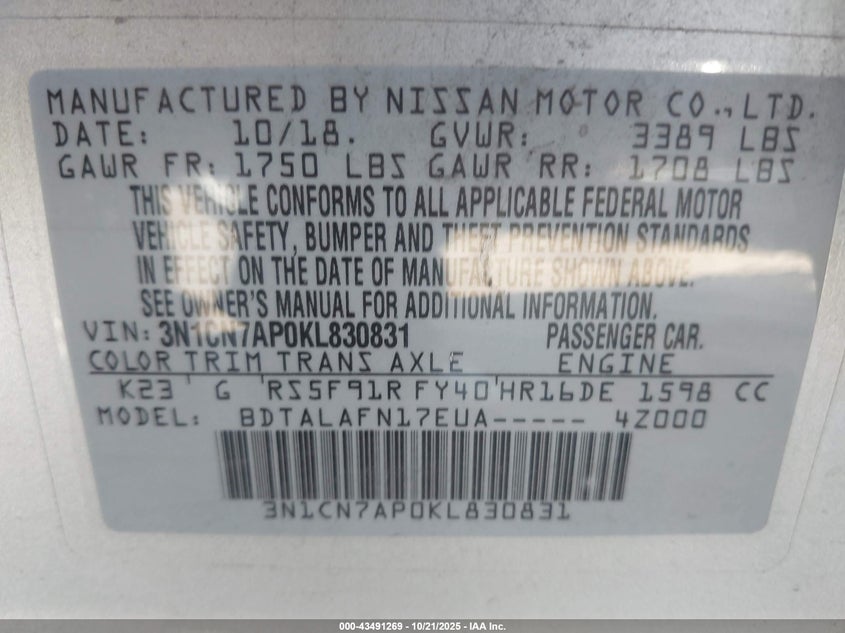 MANUFACTURED BY NISSAN MOTOR CO., LTD.
DATE: 10/18. GVWR: 3389 LBS
GAWR FR: 1750 LBS GAWR RR: 1708 LBS
THIS VEHICLE CONFORMS TO ALL APPLICABLE FEDERAL MOTOR
VEHICLE SAFETY, BUMPER AND THEFT PREVENTION STANDARDS
IN EFFECT ON THE DATE OF MANUFACTURE SHOWN ABOVE.
SEE OWNER'S MANUAL FOR ADDITIONAL INFORMATION.
VIN: 3N1CN7AP0KL830831 PASSENGER CAR.
COLOR TRIM TRANS AXLE ENGINE
K23 G RS5F91R FY40 HR16DE 1598 CC
MODEL: BDTALAFN17EUA----- 4Z000
3N1CN7AP0KL830831
000-43491269 - 10/21/2025 - IAA Inc.